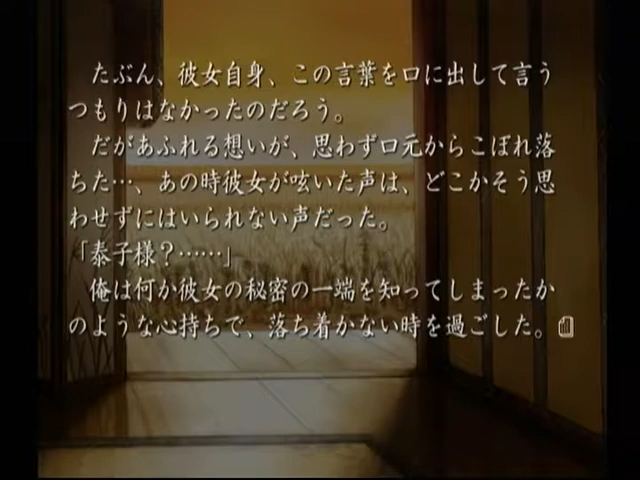 たぶん、彼女自身、この言葉を口に出して言う
つもりはなかったのだろう。
だがあふれる想いが、思わず口元からこぼれ落
ちた…、あの時彼女が呟いた声は、どこかそう思
わせずにはいられない声だった。
「泰子様？……」
俺は何か彼女の秘密の一端を知ってしまったか
のような心持ちで、落ち着かない時を過ごした。